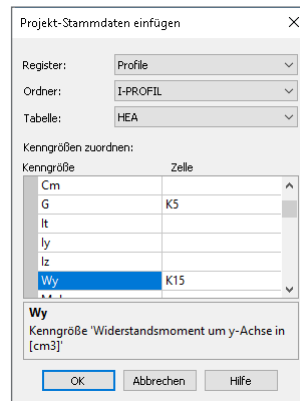 Projekt-Stammdaten einfügen
Register: Profile
Ordner: I-PROFIL
Tabelle: HEA
Kenngrößen zuordnen:
Kenngröße Zelle
Cm
G K5
It
Iy
Iz
Wy K15
Wy
Kenngröße 'Widerstandsmoment um y-Achse in
[cm3]'
OK Abbrechen Hilfe